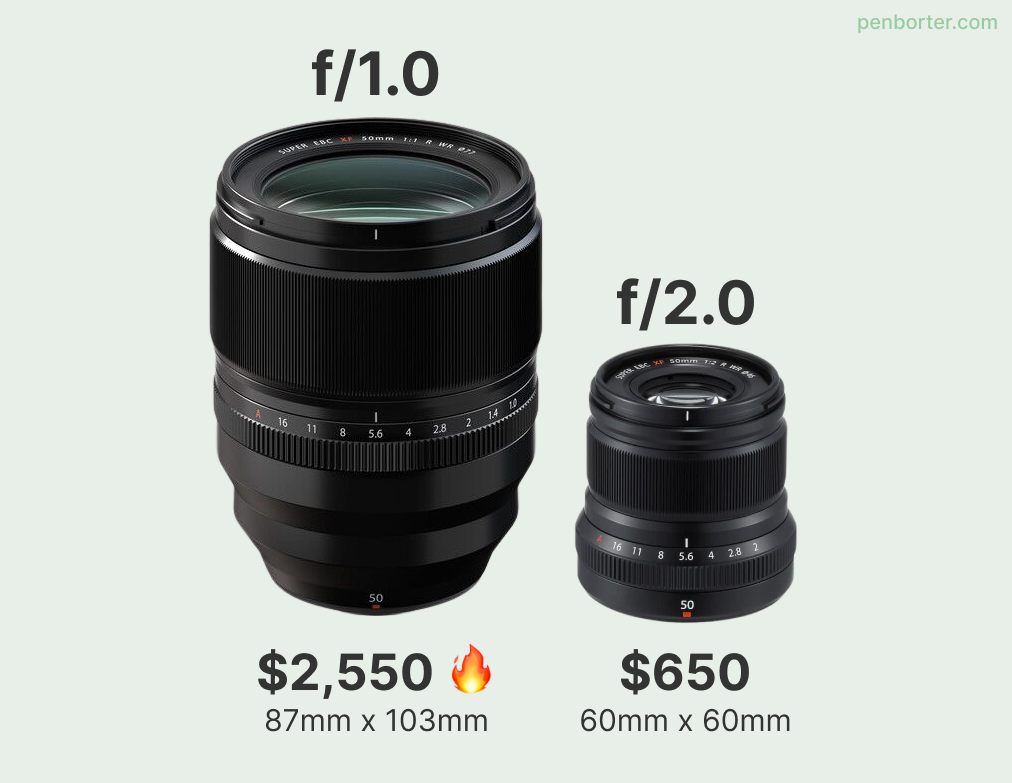 penborter.com
f/1.0
SUPER EBC XF 50mm 1:1 R WR Ø77
A 16 11 8 5.6 4 2.8 2 1.4 1.0
50
f/2.0
SUPER EBC XF 50mm 1:2 R WR Ø46
A 16 11 8 5.6 4 2.8 2
50
$2,550 🔥
87mm x 103mm
$650
60mm x 60mm